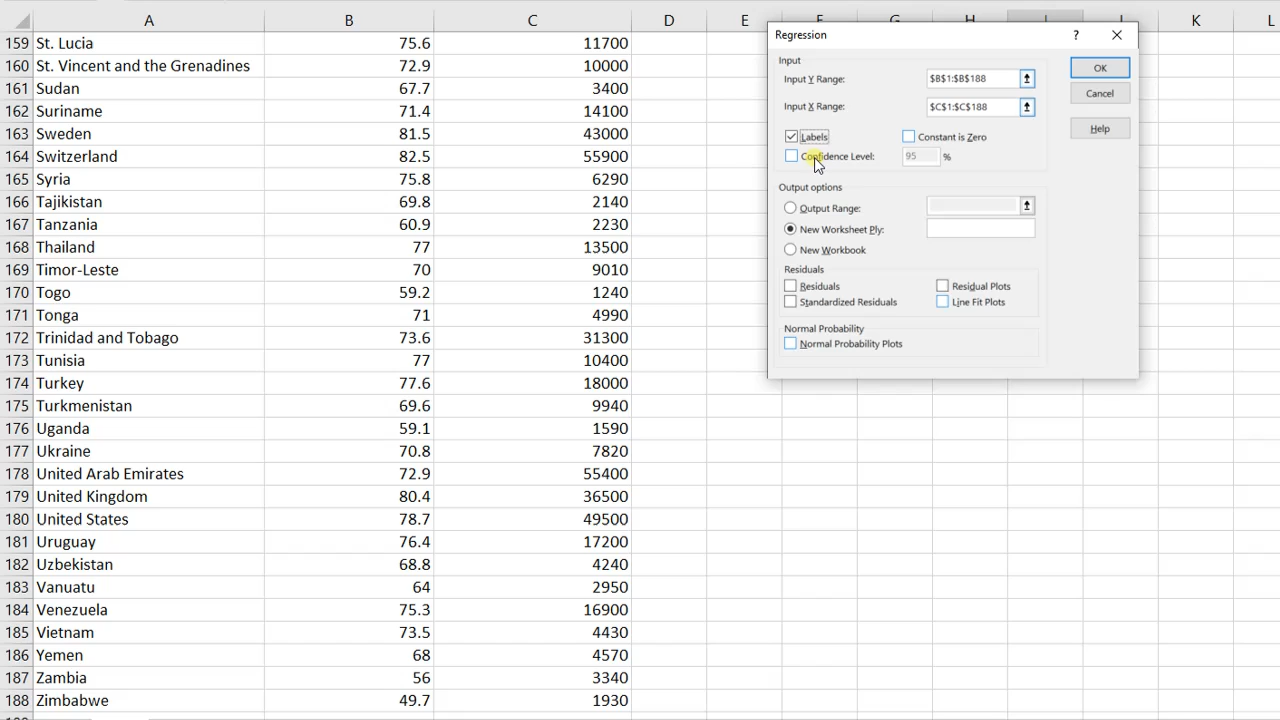 A B C D E F G H I J K L
159 St. Lucia 75.6 11700
160 St. Vincent and the Grenadines 72.9 10000
161 Sudan 67.7 3400
162 Suriname 71.4 14100
163 Sweden 81.5 43000
164 Switzerland 82.5 55900
165 Syria 75.8 6290
166 Tajikistan 69.8 2140
167 Tanzania 60.9 2230
168 Thailand 77 13500
169 Timor-Leste 70 9010
170 Togo 59.2 1240
171 Tonga 71 4990
172 Trinidad and Tobago 73.6 31300
173 Tunisia 77 10400
174 Turkey 77.6 18000
175 Turkmenistan 69.6 9940
176 Uganda 59.1 1590
177 Ukraine 70.8 7820
178 United Arab Emirates 72.9 55400
179 United Kingdom 80.4 36500
180 United States 78.7 49500
181 Uruguay 76.4 17200
182 Uzbekistan 68.8 4240
183 Vanuatu 64 2950
184 Venezuela 75.3 16900
185 Vietnam 73.5 4430
186 Yemen 68 4570
187 Zambia 56 3340
188 Zimbabwe 49.7 1930
Regression ?
Input
Input Y Range: $B$1:$B$188
Input X Range: $C$1:$C$188
Labels Constant is Zero
Confidence Level: 95 %
Output options
Output Range:
New Worksheet Ply:
New Workbook
Residuals
Residuals Residual Plots
Standardized Residuals Line Fit Plots
Normal Probability
Normal Probability Plots
OK
Cancel
Help